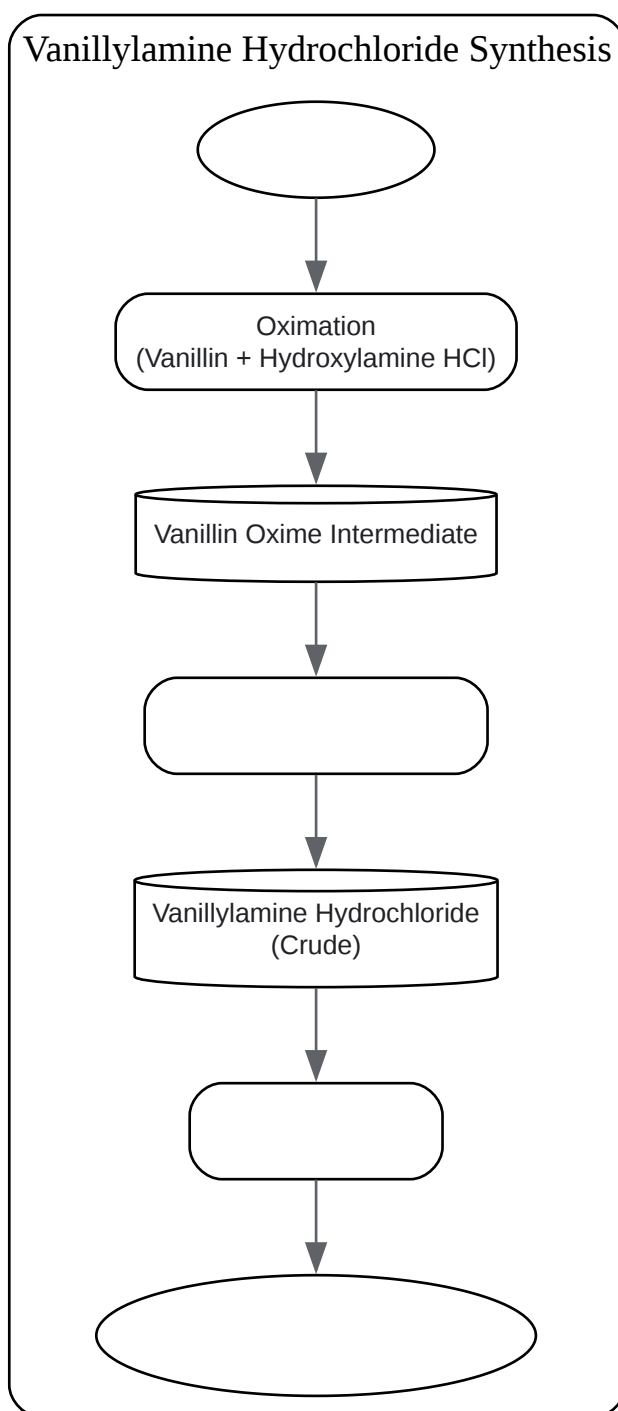 Vanillylamine Hydrochloride Synthesis
Oximation
(Vanillin + Hydroxylamine HCl)
Vanillin Oxime Intermediate
Vanillylamine Hydrochloride
(Crude)